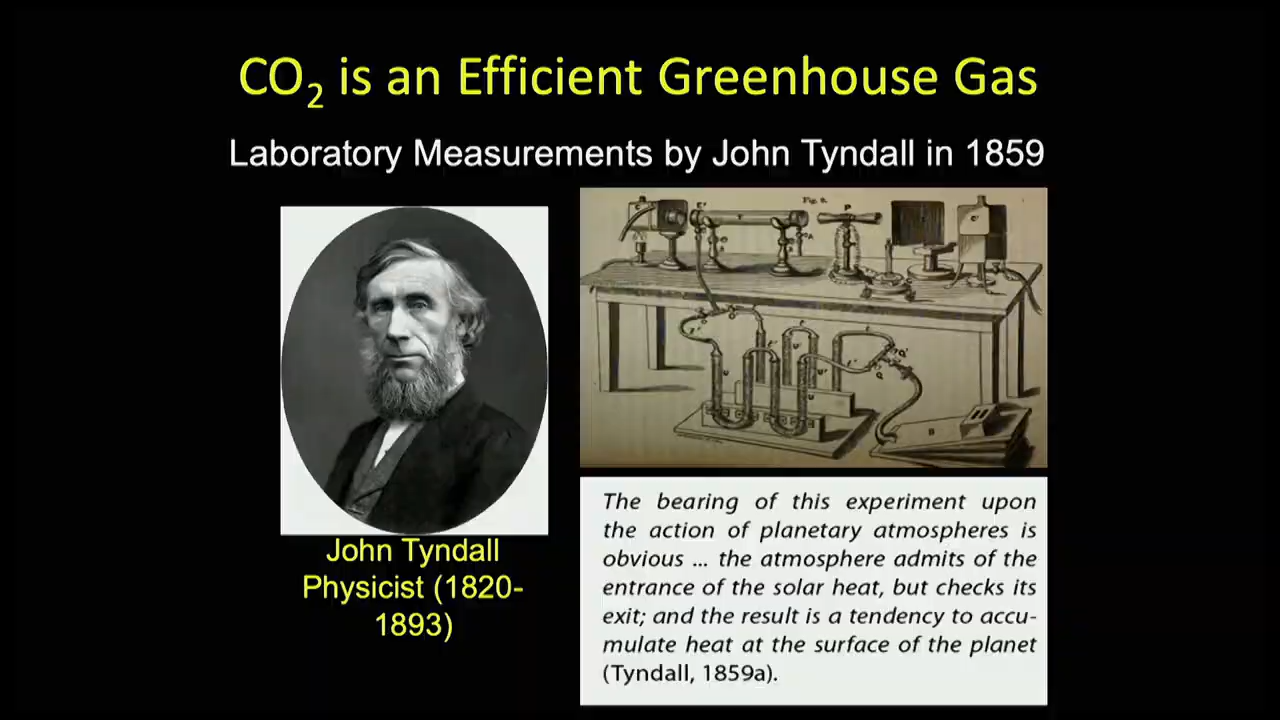 CO₂ is an Efficient Greenhouse Gas
Laboratory Measurements by John Tyndall in 1859
Fig. 9.
John Tyndall
Physicist (1820-
1893)
The bearing of this experiment upon
the action of planetary atmospheres is
obvious ... the atmosphere admits of the
entrance of the solar heat, but checks its
exit; and the result is a tendency to accu-
mulate heat at the surface of the planet
(Tyndall, 1859a).